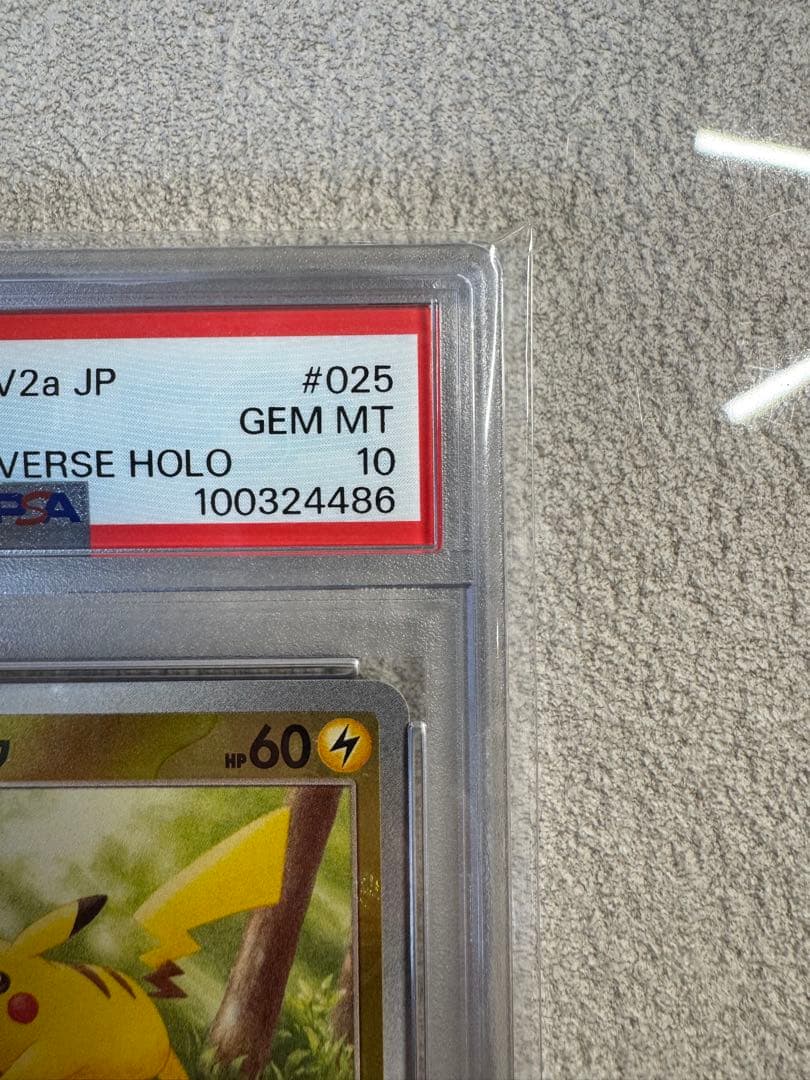 V2a JP #025
GEM MT
VERSE HOLO 10
PSA 100324486
HP60